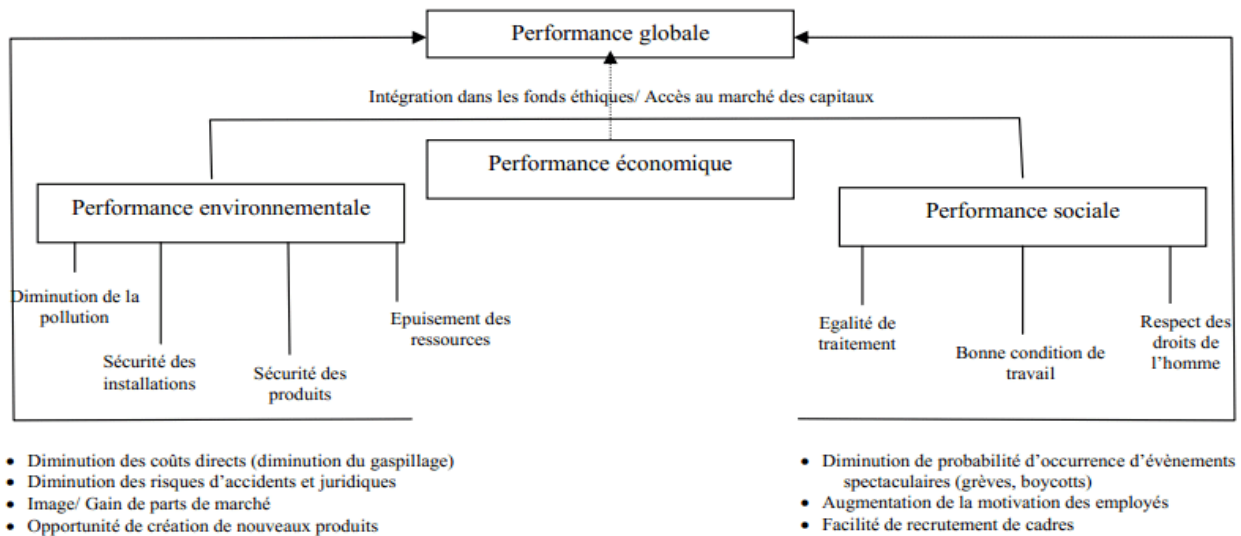 Performance globale
Intégration dans les fonds éthiques/ Accès au marché des capitaux
Performance économique
Performance environnementale
Performance sociale
Diminution de la
pollution
Sécurité des
installations
Sécurité des
produits
Epuisement des
ressources
Egalité de
traitement
Bonne condition de
travail
Respect des
droits de
l’homme
• Diminution des coûts directs (diminution du gaspillage)
• Diminution des risques d’accidents et juridiques
• Image/ Gain de parts de marché
• Opportunité de création de nouveaux produits
• Diminution de probabilité d’occurrence d’évènements
spectaculaires (grèves, boycotts)
• Augmentation de la motivation des employés
• Facilité de recrutement de cadres